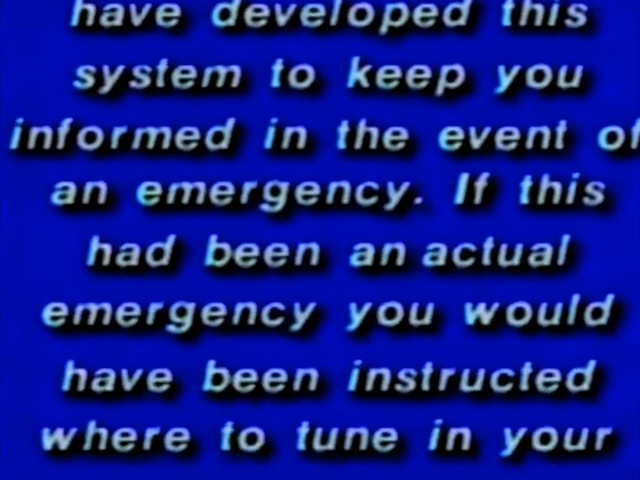 have developed this
system to keep you
informed in the event of
an emergency. If this
had been an actual
emergency you would
have been instructed
where to tune in your